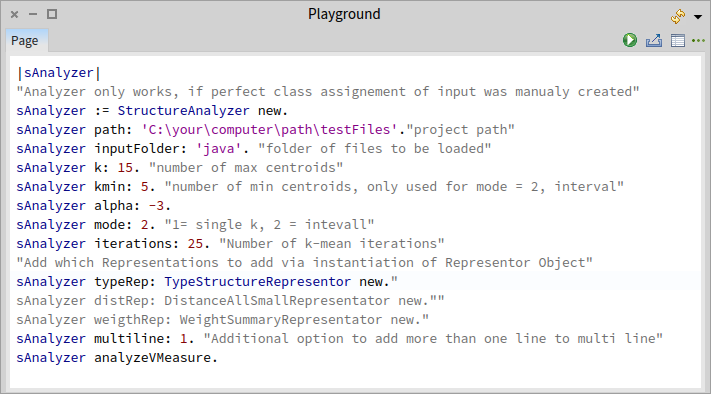 Playground
Page
|sAnalyzer|
"Analyzer only works, if perfect class assignement of input was manualy created"
sAnalyzer := StructureAnalyzer new.
sAnalyzer path: 'C:\your\computer\path\testFiles'."project path"
sAnalyzer inputFolder: 'java'. "folder of files to be loaded"
sAnalyzer k: 15. "number of max centroids"
sAnalyzer kmin: 5. "number of min centroids, only used for mode = 2, interval"
sAnalyzer alpha: -3.
sAnalyzer mode: 2. "1= single k, 2 = intevall"
sAnalyzer iterations: 25. "Number of k-mean iterations"
"Add which Representations to add via instantiation of Representor Object"
sAnalyzer typeRep: TypeStructureRepresentor new."
sAnalyzer distRep: DistanceAllSmallRepresentator new.""
sAnalyzer weigthRep: WeightSummaryRepresentator new."
sAnalyzer multiline: 1. "Additional option to add more than one line to multi line"
sAnalyzer analyzeVMeasure.